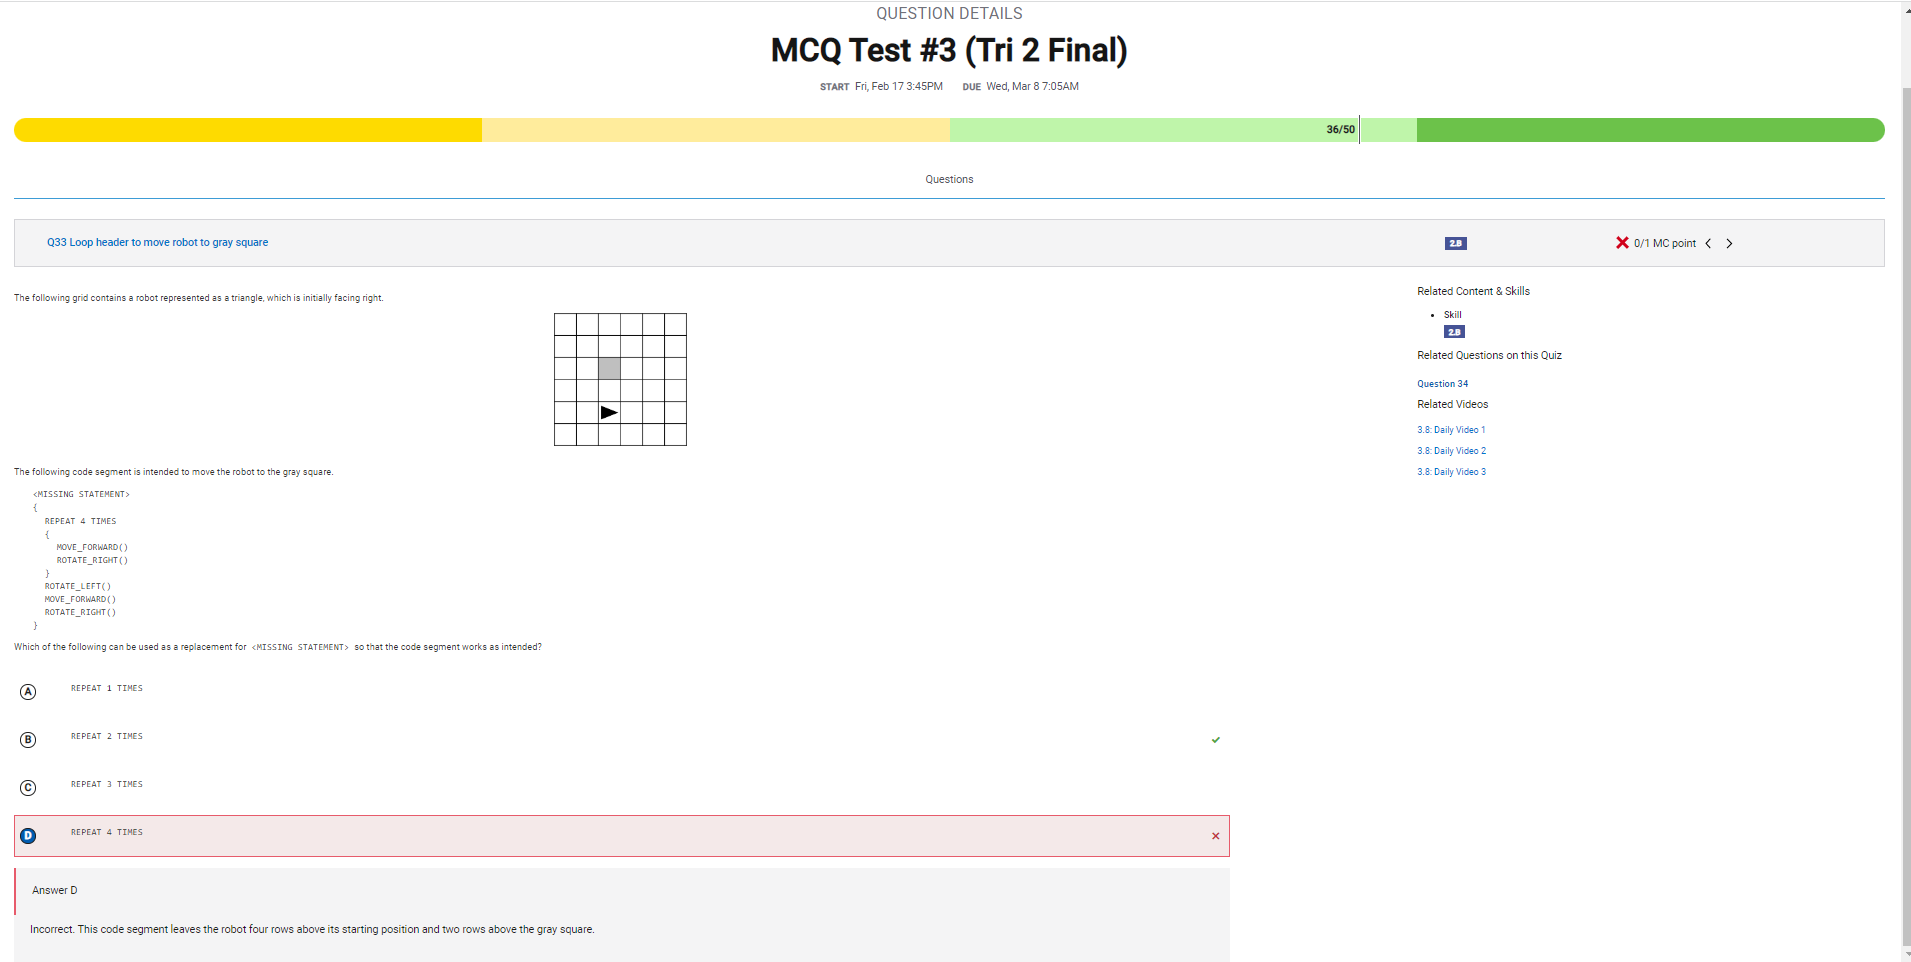 QUESTION DETAILS
MCQ Test #3 (Tri 2 Final)
START Fri, Feb 17 3:45PM DUE Wed, Mar 8 7:05AM
36/50
Questions
Q33 Loop header to move robot to gray square
2.B
0/1 MC point
The following grid contains a robot represented as a triangle, which is initially facing right.
The following code segment is intended to move the robot to the gray square.
<MISSING STATEMENT>
{
REPEAT 4 TIMES
{
MOVE_FORWARD()
ROTATE_RIGHT()
}
ROTATE_LEFT()
MOVE_FORWARD()
ROTATE_RIGHT()
}
Which of the following can be used as a replacement for <MISSING STATEMENT> so that the code segment works as intended?
A REPEAT 1 TIMES
B REPEAT 2 TIMES
C REPEAT 3 TIMES
D REPEAT 4 TIMES
Answer D
Incorrect. This code segment leaves the robot four rows above its starting position and two rows above the gray square.
Related Content & Skills
Skill
2.B
Related Questions on this Quiz
Question 34
Related Videos
3.8: Daily Video 1
3.8: Daily Video 2
3.8: Daily Video 3